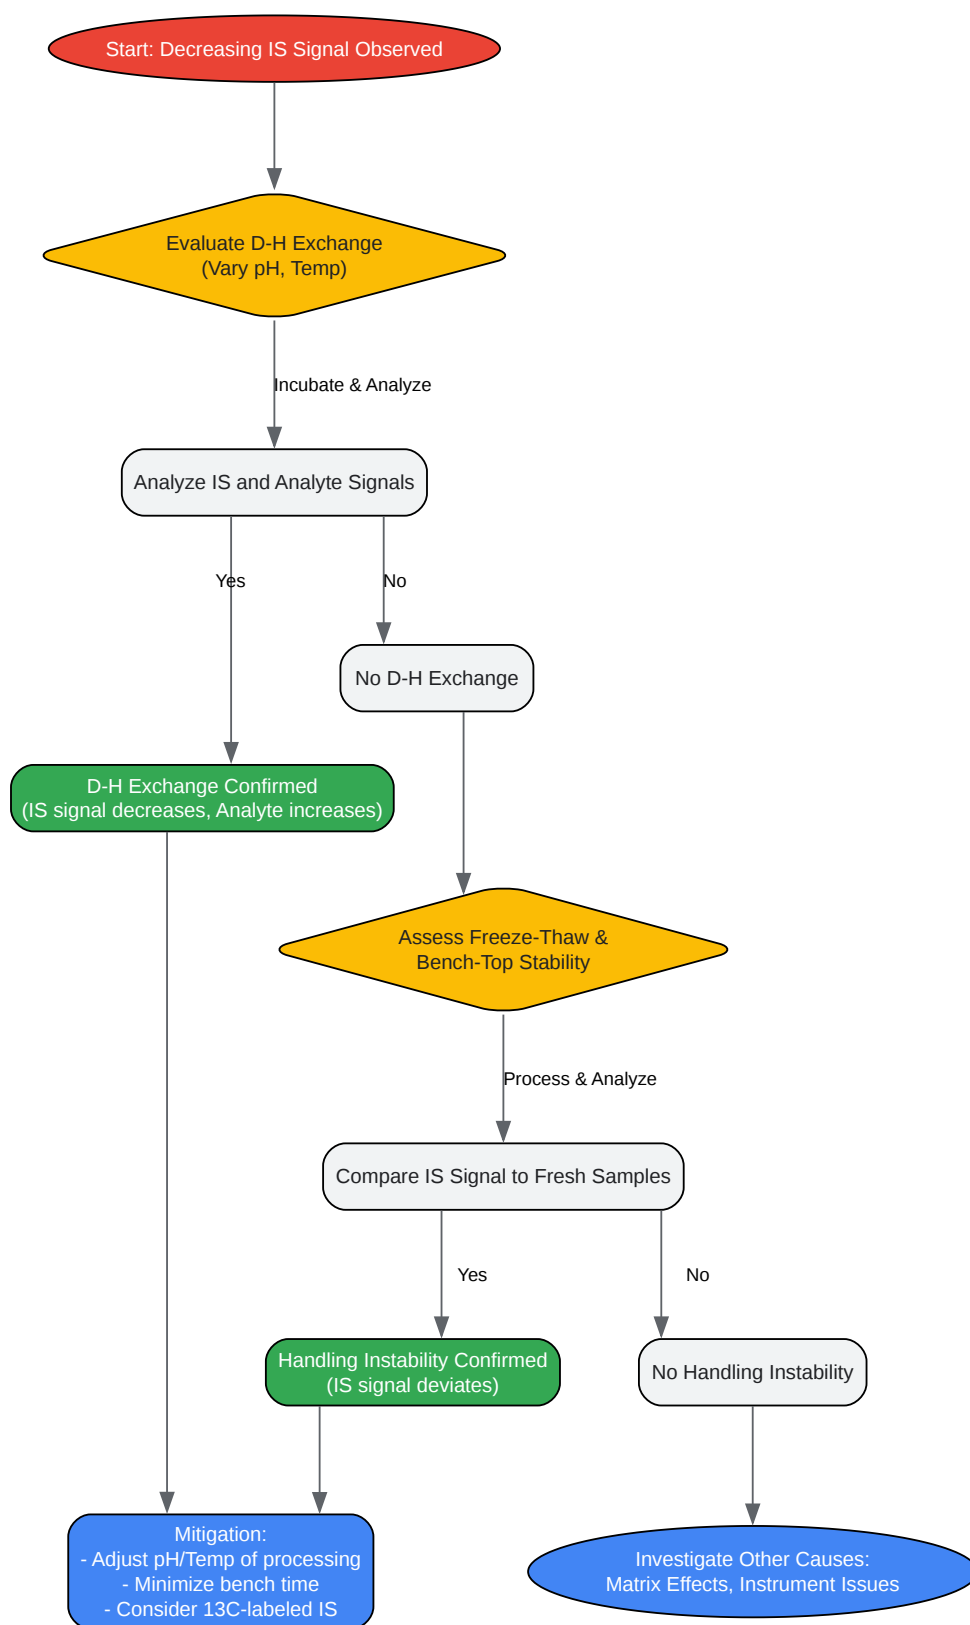 Start: Decreasing IS Signal Observed
Evaluate D-H Exchange
(Vary pH, Temp)
Incubate & Analyze
Analyze IS and Analyte Signals
Yes
No
No D-H Exchange
D-H Exchange Confirmed
(IS signal decreases, Analyte increases)
Assess Freeze-Thaw &
Bench-Top Stability
Process & Analyze
Compare IS Signal to Fresh Samples
Yes
No
Handling Instability Confirmed
(IS signal deviates)
No Handling Instability
Mitigation:
- Adjust pH/Temp of processing
- Minimize bench time
- Consider 13C-labeled IS
Investigate Other Causes:
Matrix Effects, Instrument Issues